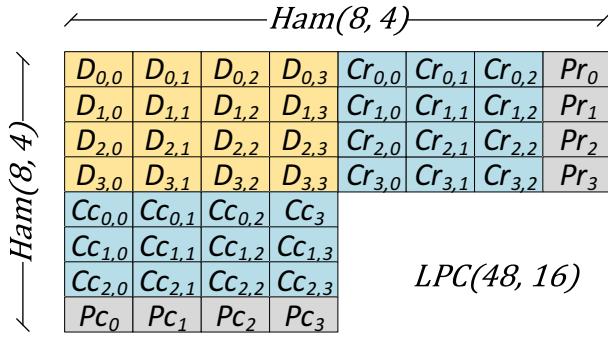 Ham(8, 4)
D0,0 D0,1 D0,2 D0,3 Cr0,0 Cr0,1 Cr0,2 Pr0
D1,0 D1,1 D1,2 D1,3 Cr1,0 Cr1,1 Cr1,2 Pr1
D2,0 D2,1 D2,2 D2,3 Cr2,0 Cr2,1 Cr2,2 Pr2
D3,0 D3,1 D3,2 D3,3 Cr3,0 Cr3,1 Cr3,2 Pr3
Cc0,0 Cc0,1 Cc0,2 Cc3
Cc1,0 Cc1,1 Cc1,2 Cc1,3
Cc2,0 Cc2,1 Cc2,2 Cc2,3
Pc0 Pc1 Pc2 Pc3
Ham(8, 4)
LPC(48, 16)